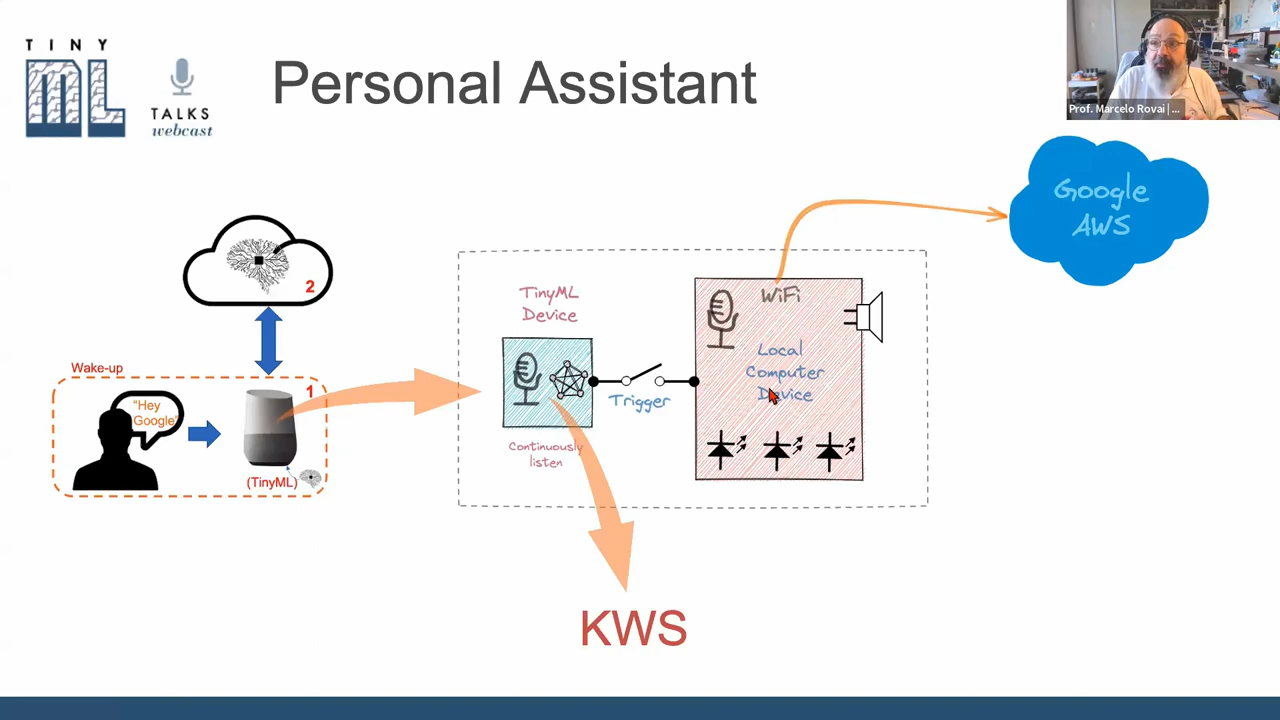 TINY
ML
TALKS
webcast
Personal Assistant
Prof. Marcelo Rovai | ...
Google
AWS
2
Wake-up
1
"Hey
Google"
(TinyML)
TinyML
Device
Continuously
listen
Trigger
WiFi
Local
Computer
Device
KWS